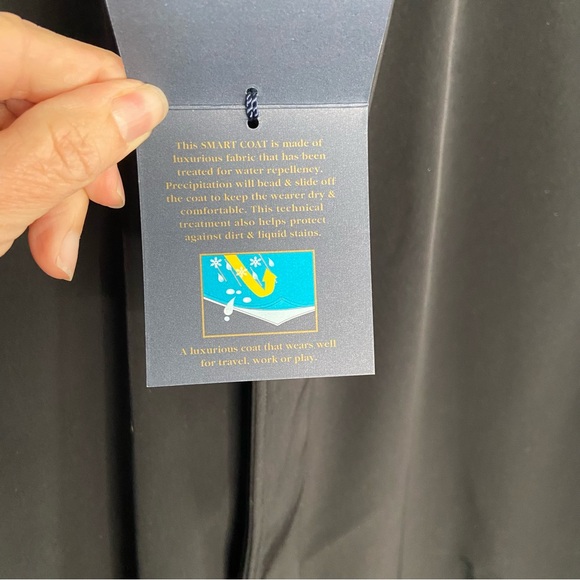 This SMART COAT is made of
luxurious fabric that has been
treated for water repellency.
Precipitation will bead & slide off
the coat to keep the wearer dry &
comfortable. This technical
treatment also helps protect
against dirt & liquid stains.
A luxurious coat that wears well
for travel, work or play.